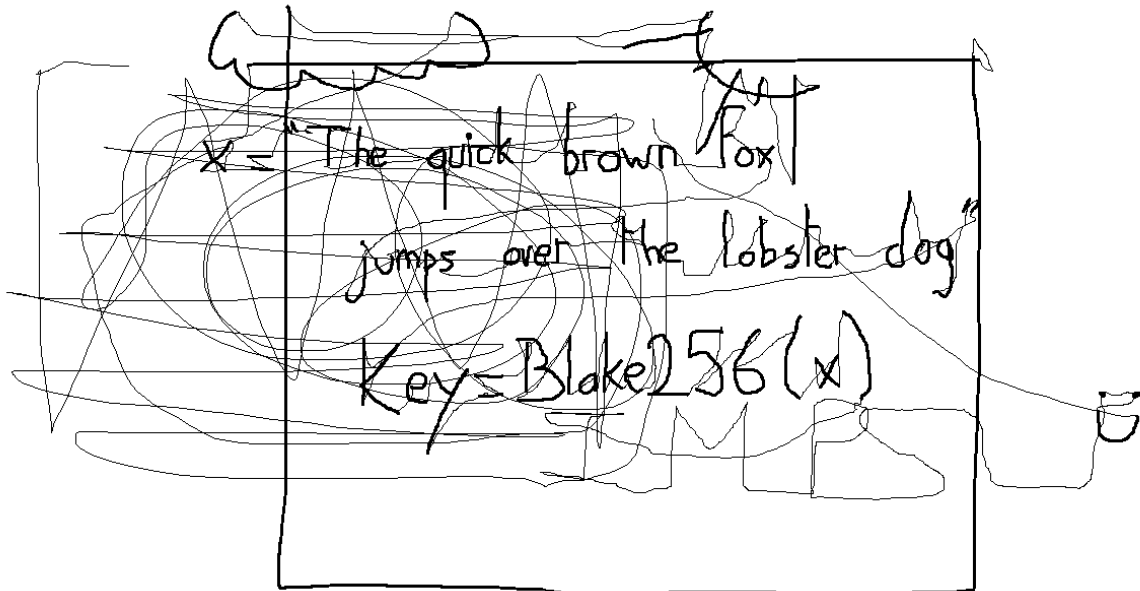 x = "The quick brown fox
jumps over the lobster dog"
Key = Blake256(x)